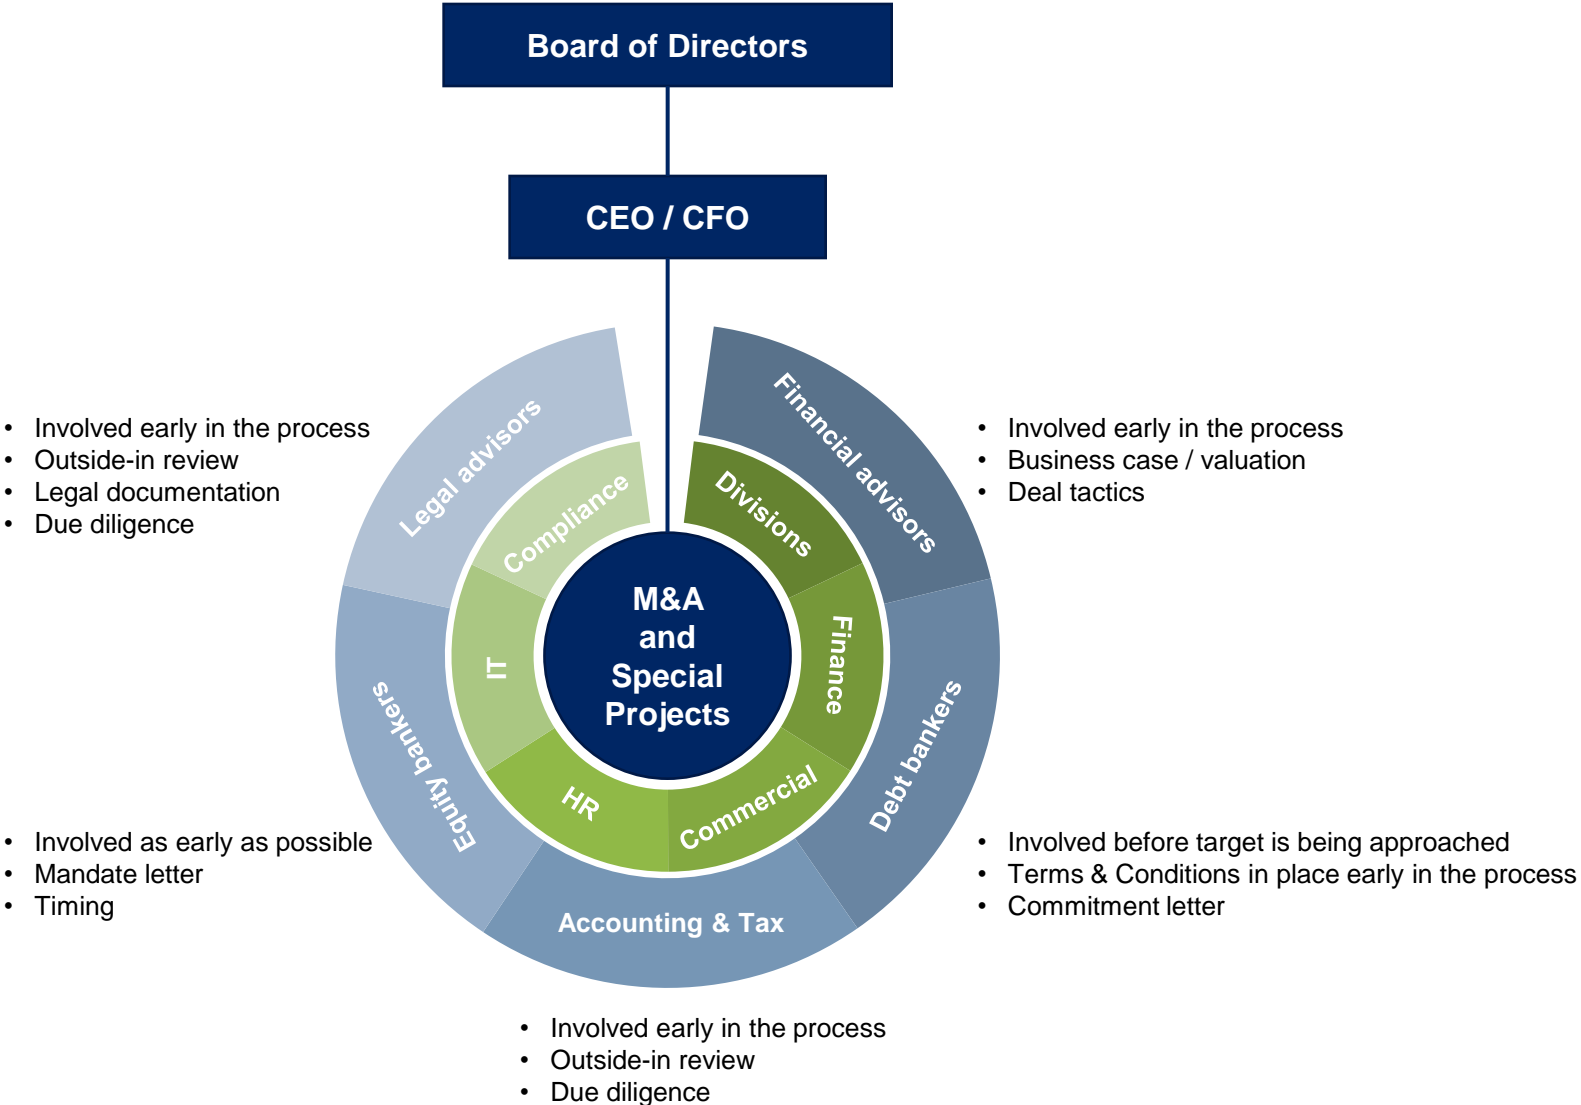 Board of Directors
CEO / CFO
Legal advisors
Financial advisors
Compliance
Divisions
• Involved early in the process
• Outside-in review
• Legal documentation
• Due diligence
• Involved early in the process
• Business case / valuation
• Deal tactics
M&A
and
Special
Projects
IT
Finance
Equity bankers
Debt bankers
HR
Commercial
• Involved as early as possible
• Mandate letter
• Timing
• Involved before target is being approached
• Terms & Conditions in place early in the process
• Commitment letter
Accounting & Tax
• Involved early in the process
• Outside-in review
• Due diligence